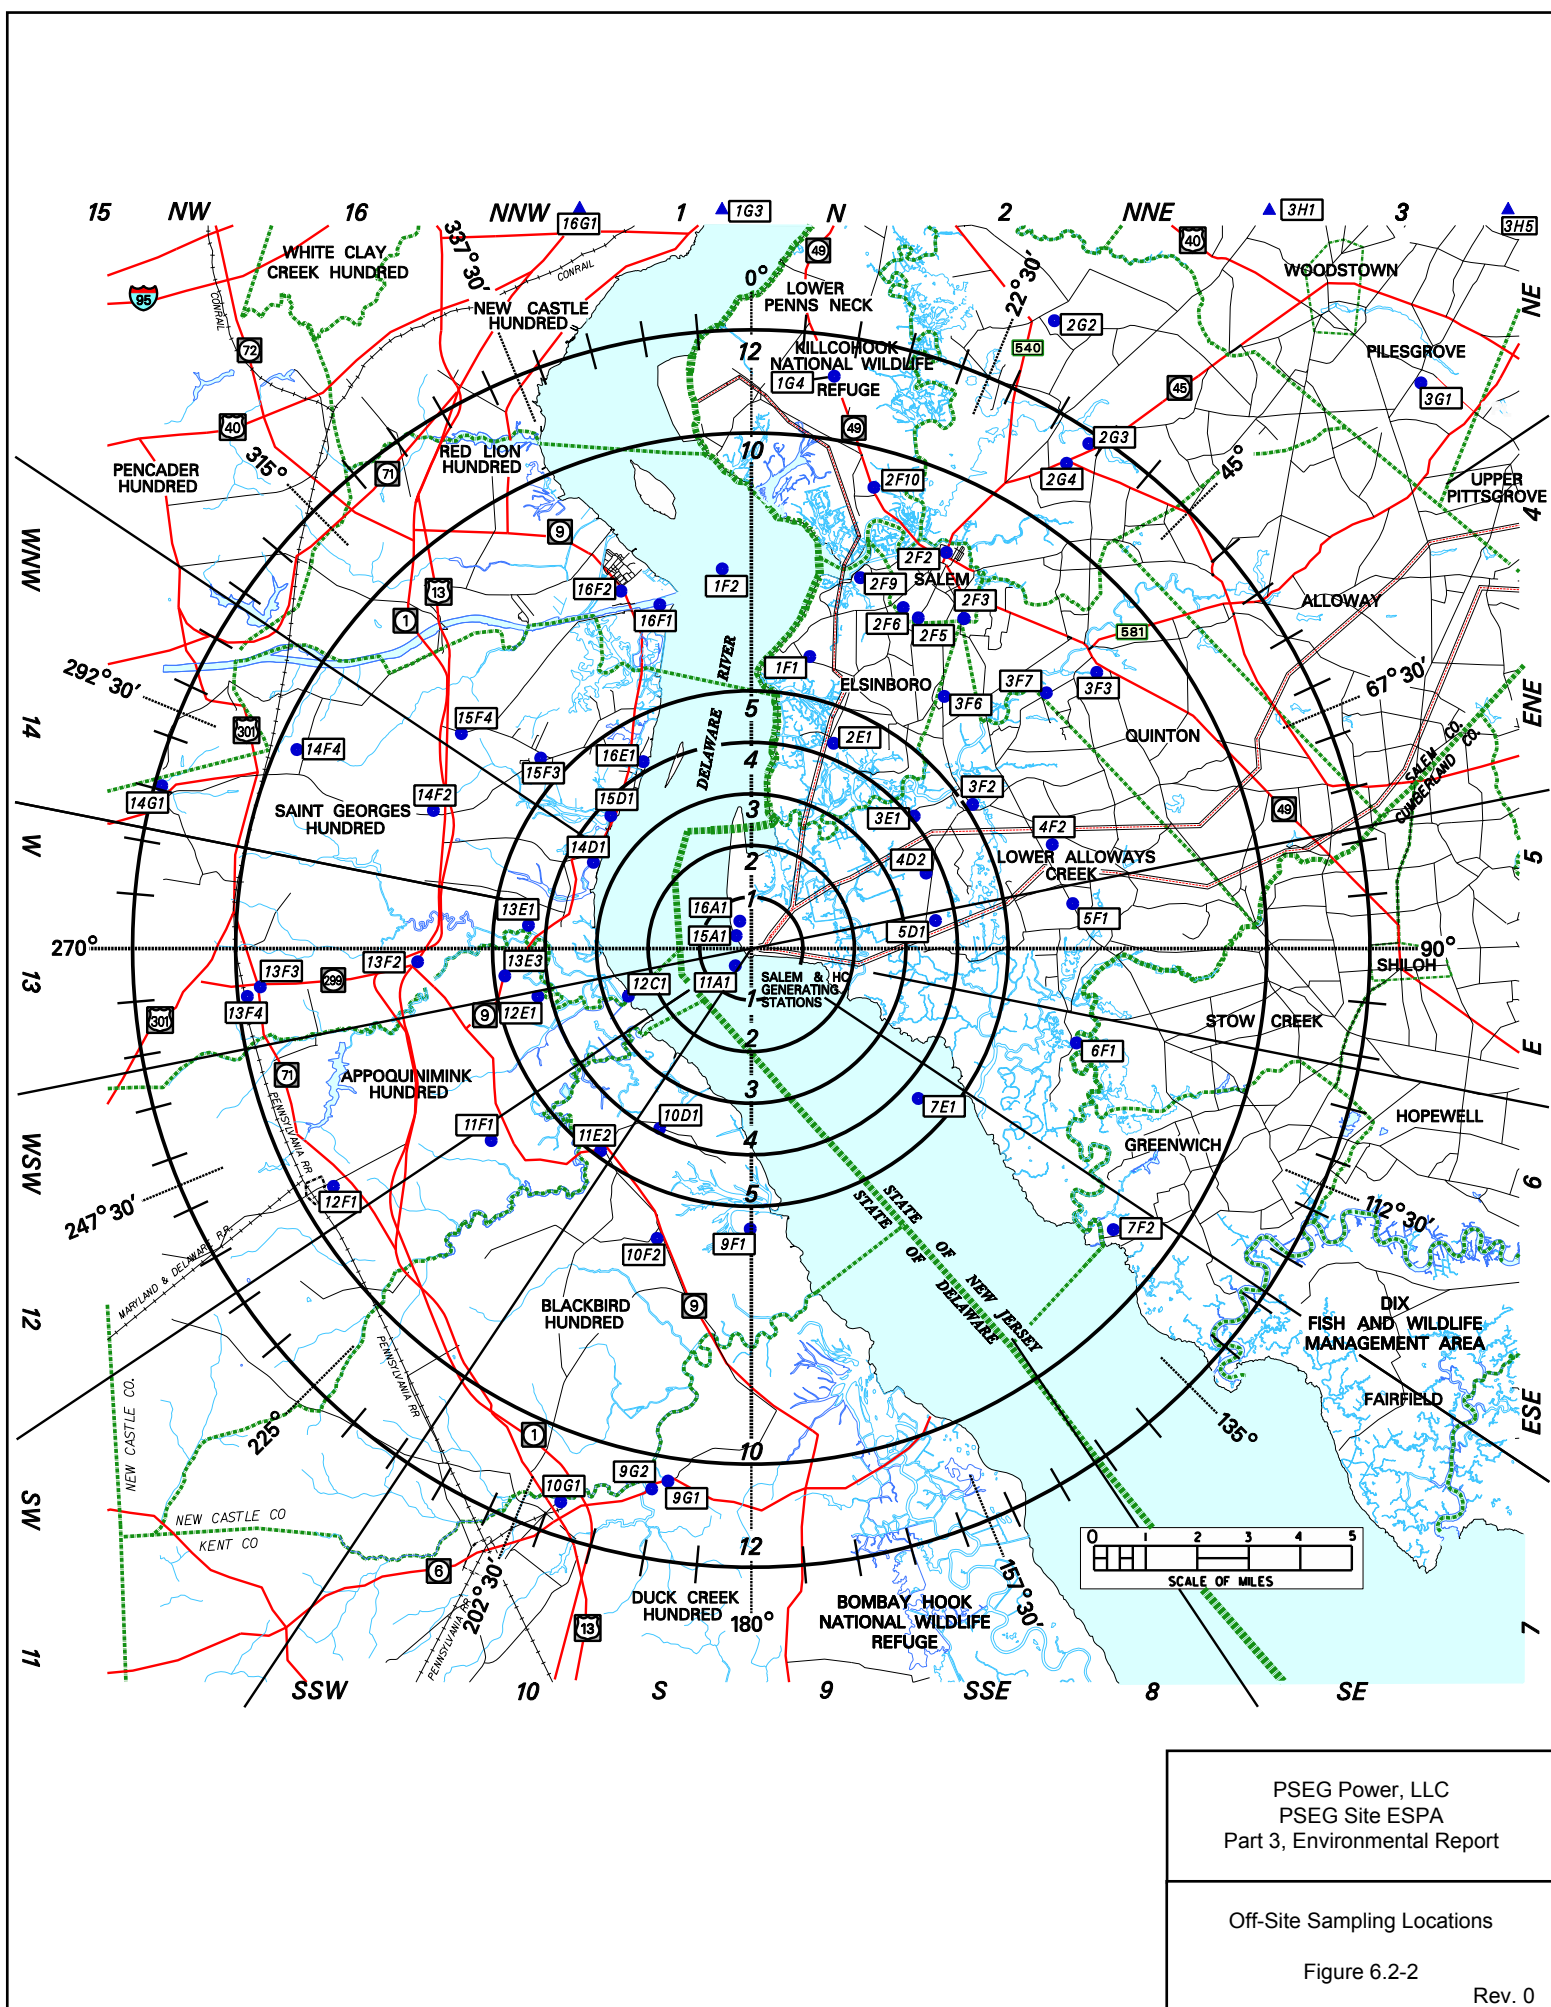 15
NW
16
NNW
16G1
1
1G3
N
2
NNE
3H1
3
3H5
WHITE CLAY
CREEK HUNDRED
337°30'
CONRAIL
CONRAIL
95
49
40
WOODSTOWN
NE
0°
LOWER
PENNS NECK
22°30'
NEW CASTLE
HUNDRED
2G2
540
72
12
KILLCOHOOK
NATIONAL WILDLIFE
REFUGE
1G4
PILESGROVE
45
3G1
40
49
2G3
RED LION
HUNDRED
10
PENCADER
HUNDRED
315°
71
2G4
45°
UPPER
PITTSGROVE
4
2F10
9
WNW
2F2
SALEM
1F2
2F9
16F2
13
16F1
2F3
2F6
2F5
ALLOWAY
1
581
RIVER
292°30'
1F1
ELSINBORO
3F7
3F3
67°30'
ENE
3F6
5
DELAWARE
14
301
15F4
2E1
QUINTON
SALEM CO.
CUMBERLAND CO.
14F4
15F3
16E1
4
14G1
14F2
15D1
3
3F2
3E1
49
SAINT GEORGES
HUNDRED
4F2
W
14D1
2
4D2
LOWER ALLOWAYS
CREEK
5
1
16A1
13E1
15A1
5D1
5F1
270°
90°
13F2
13E3
SHILOH
13
13F3
299
11A1
SALEM & HC
GENERATING
STATIONS
12C1
1
13F4
12E1
301
9
STOW CREEK
2
6F1
E
71
APPOQUINIMINK
HUNDRED
3
7E1
PENNSYLVANIA RR
10D1
HOPEWELL
11F1
11E2
4
GREENWICH
WSW
6
12F1
5
STATE OF NEW JERSEY
STATE OF DELAWARE
247°30'
112°30'
10F2
9F1
7F2
MARYLAND & DELAWARE R.R.
12
BLACKBIRD
HUNDRED
9
DIX
FISH AND WILDLIFE
MANAGEMENT AREA
PENNSYLVANIA RR
NEW CASTLE CO.
FAIRFIELD
ESE
225°
135°
1
10
9G2
10G1
9G1
SW
NEW CASTLE CO
KENT CO
12
0 1 2 3 4 5
SCALE OF MILES
6
202°30'
157°30'
DUCK CREEK
HUNDRED
180°
BOMBAY HOOK
NATIONAL WILDLIFE
REFUGE
13
PENNSYLVANIA RR
7
11
SSW
10
S
9
SSE
8
SE
PSEG Power, LLC
PSEG Site ESPA
Part 3, Environmental Report
Off-Site Sampling Locations
Figure 6.2-2
Rev. 0